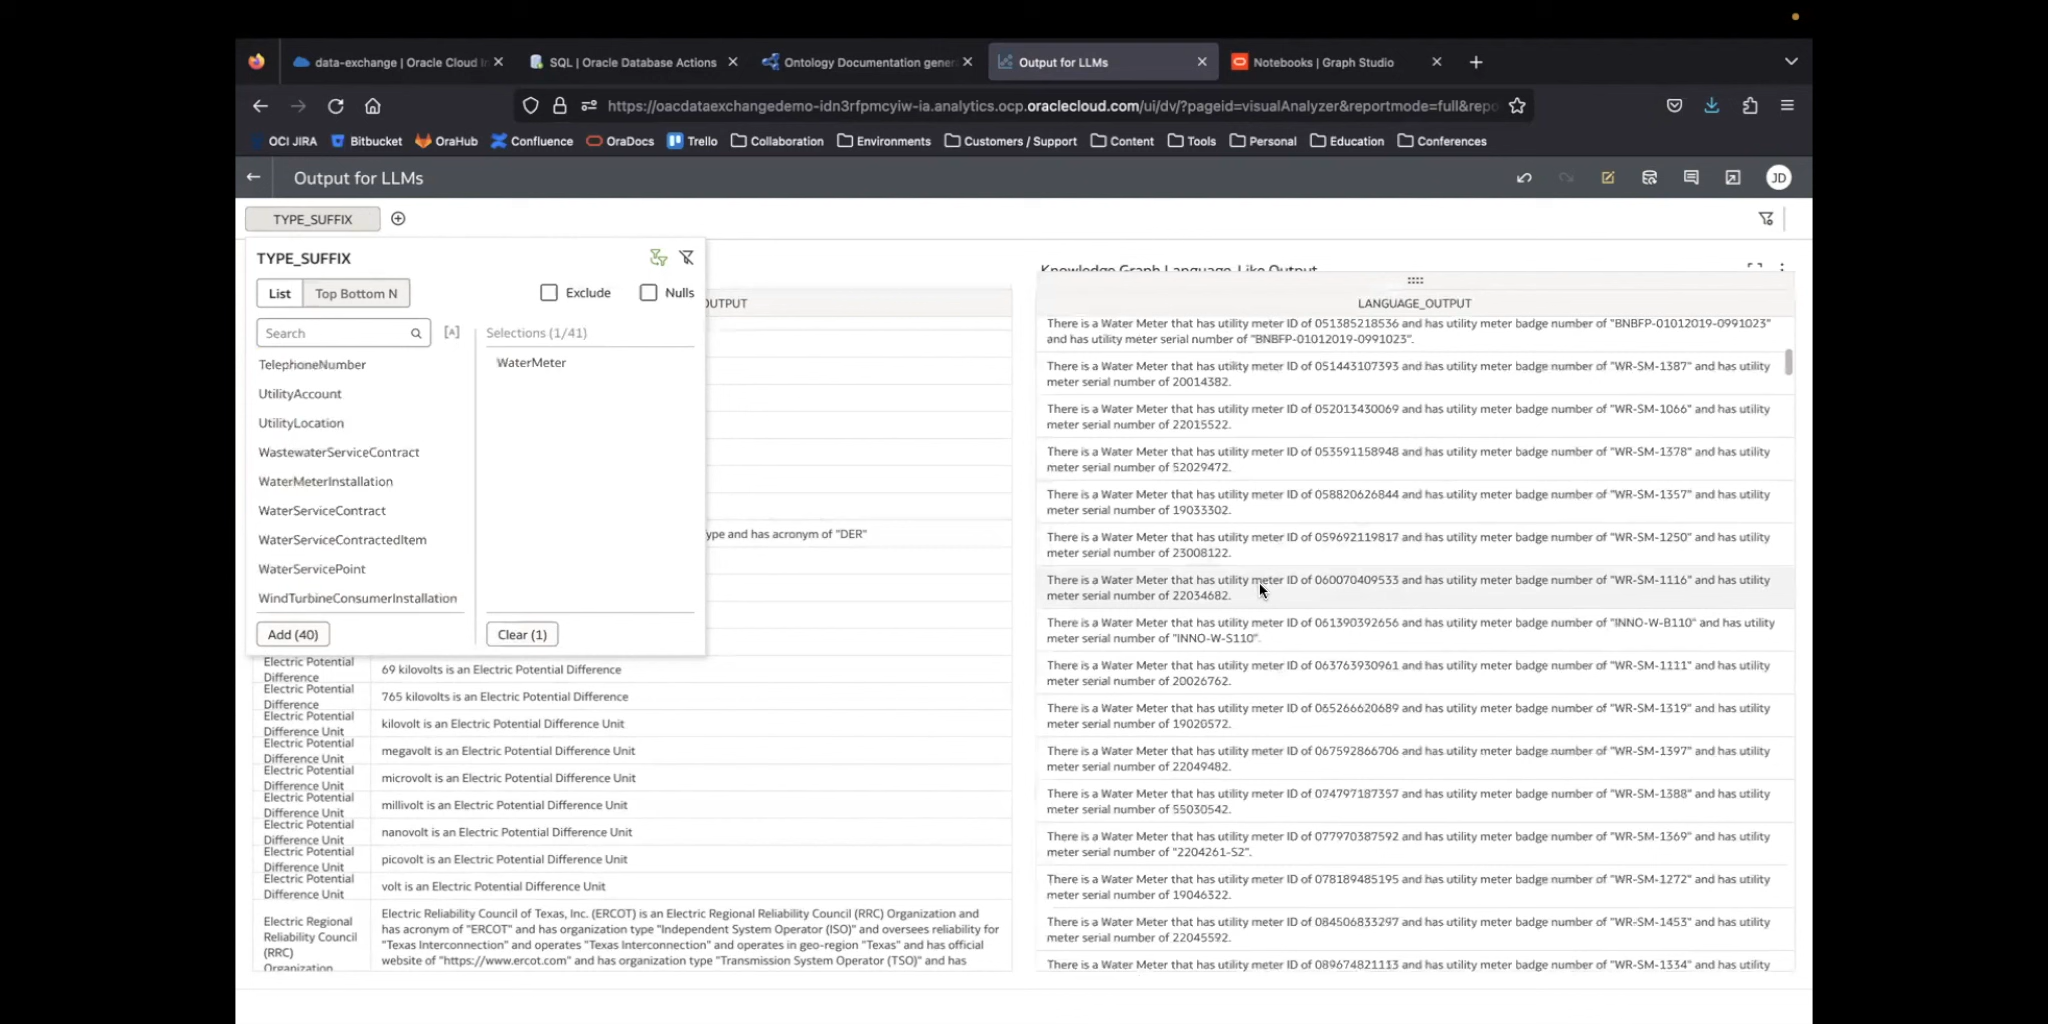 data-exchange | Oracle Cloud In
SQL | Oracle Database Actions
Ontology Documentation gener
Output for LLMs
Notebooks | Graph Studio
https://oacdataexchangedemo-idn3rfpmcyiw-ia.analytics.ocp.oraclecloud.com/ui/dv/?pageid=visualAnalyzer&reportmode=full&repo
OCI JIRA
Bitbucket
OraHub
Confluence
OraDocs
Trello
Collaboration
Environments
Customers / Support
Content
Tools
Personal
Education
Conferences
Output for LLMs
JD
TYPE_SUFFIX
TYPE_SUFFIX
List
Top Bottom N
Exclude
Nulls
Search
[A]
Selections (1/41)
TelephoneNumber
WaterMeter
UtilityAccount
UtilityLocation
WastewaterServiceContract
WaterMeterInstallation
WaterServiceContract
WaterServiceContractedItem
WaterServicePoint
WindTurbineConsumerInstallation
Add (40)
Clear (1)
OUTPUT
ype and has acronym of "DER"
Electric Potential
Difference
69 kilovolts is an Electric Potential Difference
Electric Potential
Difference
765 kilovolts is an Electric Potential Difference
Electric Potential
Difference Unit
kilovolt is an Electric Potential Difference Unit
Electric Potential
Difference Unit
megavolt is an Electric Potential Difference Unit
Electric Potential
Difference Unit
microvolt is an Electric Potential Difference Unit
Electric Potential
Difference Unit
millivolt is an Electric Potential Difference Unit
Electric Potential
Difference Unit
nanovolt is an Electric Potential Difference Unit
Electric Potential
Difference Unit
picovolt is an Electric Potential Difference Unit
Electric Potential
Difference Unit
volt is an Electric Potential Difference Unit
Electric Regional
Reliability Council
(RRC)
Organization
Electric Reliability Council of Texas, Inc. (ERCOT) is an Electric Regional Reliability Council (RRC) Organization and
has acronym of "ERCOT" and has organization type "Independent System Operator (ISO)" and oversees reliability for
"Texas Interconnection" and operates "Texas Interconnection" and operates in geo-region "Texas" and has official
website of "https://www.ercot.com" and has organization type "Transmission System Operator (TSO)" and has
Knowledge Graph Language-Like Output
LANGUAGE_OUTPUT
There is a Water Meter that has utility meter ID of 051385218536 and has utility meter badge number of "BNBFP-01012019-0991023"
and has utility meter serial number of "BNBFP-01012019-0991023".
There is a Water Meter that has utility meter ID of 051443107393 and has utility meter badge number of "WR-SM-1387" and has utility
meter serial number of 20014382.
There is a Water Meter that has utility meter ID of 052013430069 and has utility meter badge number of "WR-SM-1066" and has utility
meter serial number of 22015522.
There is a Water Meter that has utility meter ID of 053591158948 and has utility meter badge number of "WR-SM-1378" and has utility
meter serial number of 52029472.
There is a Water Meter that has utility meter ID of 058820626844 and has utility meter badge number of "WR-SM-1357" and has utility
meter serial number of 19033302.
There is a Water Meter that has utility meter ID of 059692119817 and has utility meter badge number of "WR-SM-1250" and has utility
meter serial number of 23008122.
There is a Water Meter that has utility meter ID of 060070409533 and has utility meter badge number of "WR-SM-1116" and has utility
meter serial number of 22034682.
There is a Water Meter that has utility meter ID of 061390392656 and has utility meter badge number of "INNO-W-B110" and has utility
meter serial number of "INNO-W-S110".
There is a Water Meter that has utility meter ID of 063763930961 and has utility meter badge number of "WR-SM-1111" and has utility
meter serial number of 20026762.
There is a Water Meter that has utility meter ID of 065266620689 and has utility meter badge number of "WR-SM-1319" and has utility
meter serial number of 19020572.
There is a Water Meter that has utility meter ID of 067592866706 and has utility meter badge number of "WR-SM-1397" and has utility
meter serial number of 22049482.
There is a Water Meter that has utility meter ID of 074797187357 and has utility meter badge number of "WR-SM-1388" and has utility
meter serial number of 55030542.
There is a Water Meter that has utility meter ID of 077970387592 and has utility meter badge number of "WR-SM-1369" and has utility
meter serial number of "2204261-S2".
There is a Water Meter that has utility meter ID of 078189485195 and has utility meter badge number of "WR-SM-1272" and has utility
meter serial number of 19046322.
There is a Water Meter that has utility meter ID of 084506833297 and has utility meter badge number of "WR-SM-1453" and has utility
meter serial number of 22045592.
There is a Water Meter that has utility meter ID of 089674821113 and has utility meter badge number of "WR-SM-1334" and has utility